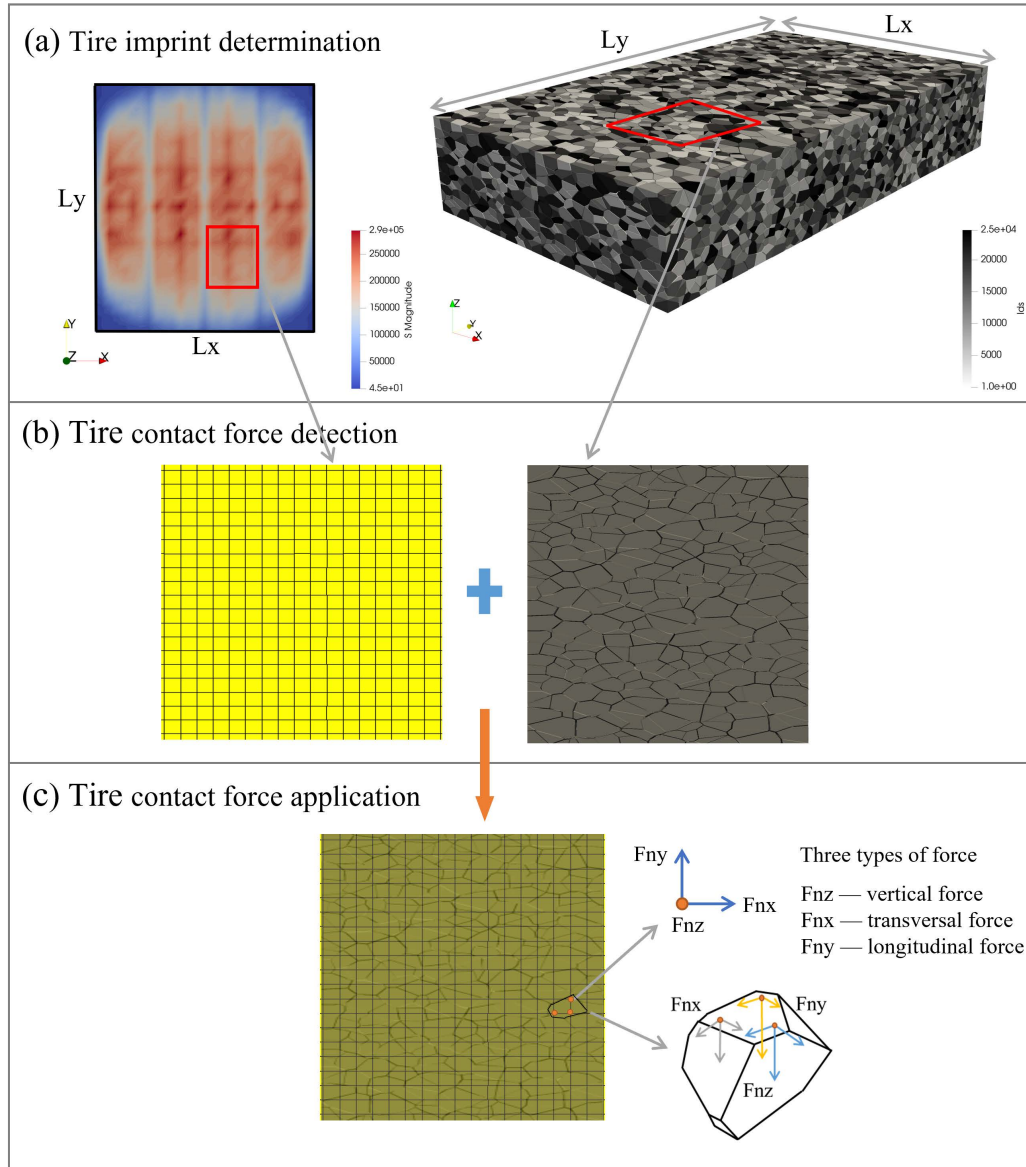 (a) Tire imprint determination
Ly
Lx
Ly
Lx
2.9e+05
250000
200000
150000
100000
50000
4.5e+01
S Magnitude
Y
Z
X
Z
Y
X
2.5e+04
20000
15000
10000
5000
1.0e+00
Ids
(b) Tire contact force detection
(c) Tire contact force application
Fny
Fnx
Fnz
Three types of force
Fnz — vertical force
Fnx — transversal force
Fny — longitudinal force
Fnx
Fny
Fnz